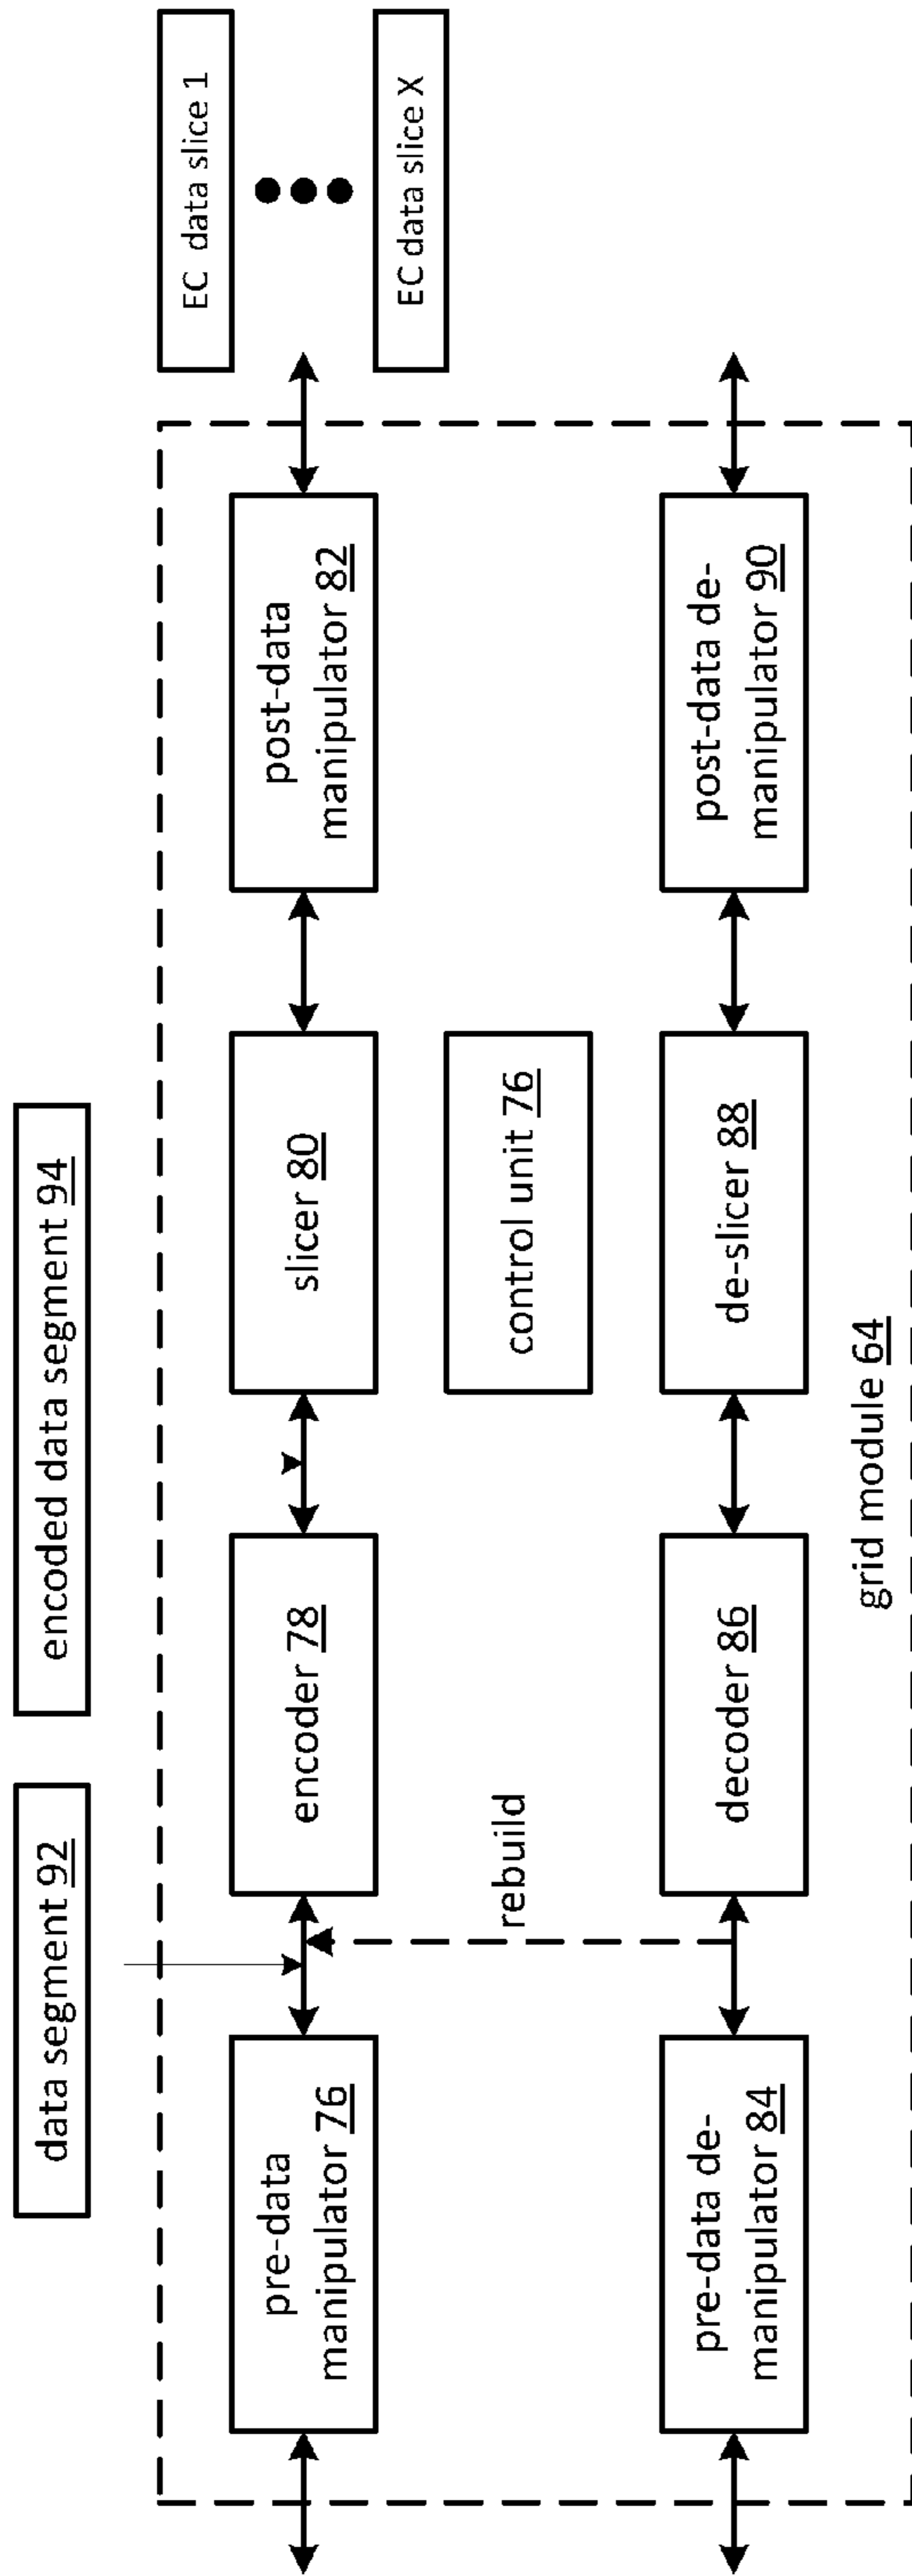 data segment 92
encoded data segment 94
EC data slice 1
EC data slice X
pre-data
manipulator 76
encoder 78
slicer 80
post-data
manipulator 82
rebuild
control unit 76
pre-data de-
manipulator 84
decoder 86
de-slicer 88
post-data de-
manipulator 90
grid module 64